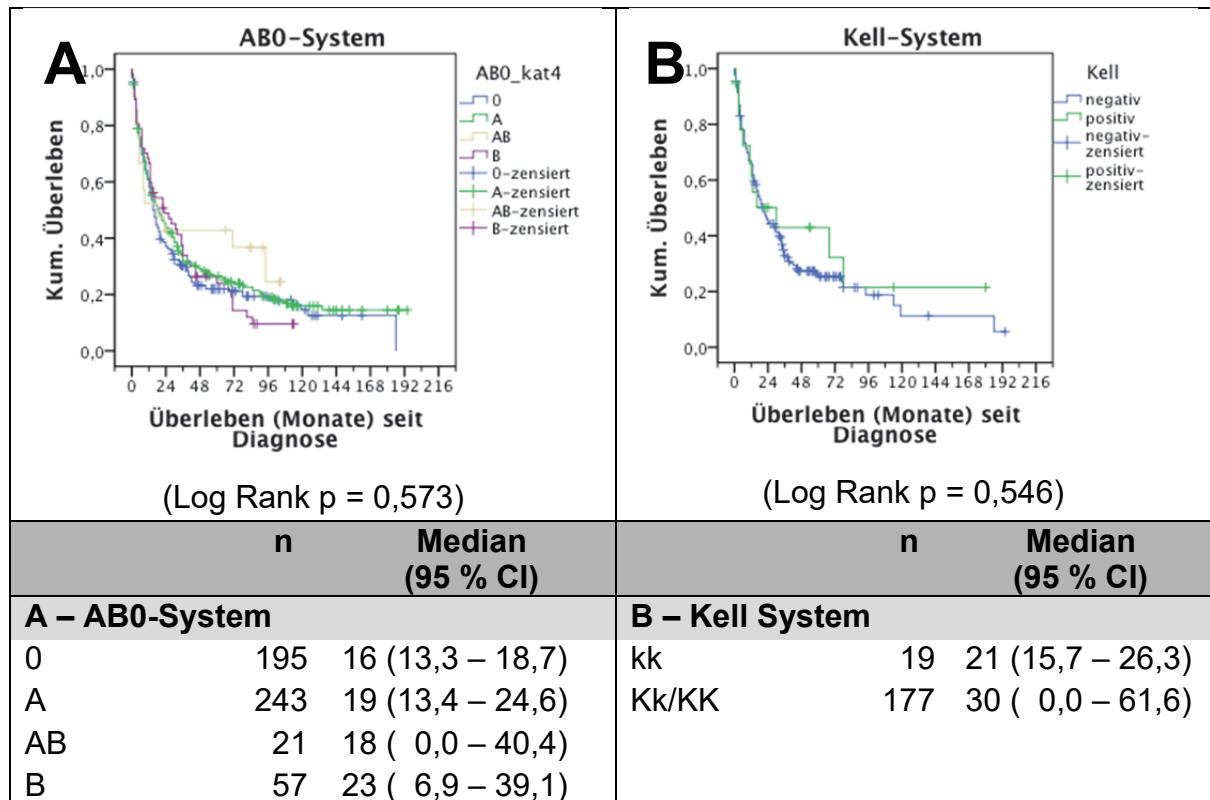 A
AB0-System
Kum. Überleben
1,0
0,8
0,6
0,4
0,2
0,0
0 24 48 72 96 120 144 168 192 216
Überleben (Monate) seit
Diagnose
AB0_kat4
0
A
AB
B
0-zensiert
A-zensiert
AB-zensiert
B-zensiert
(Log Rank p = 0,573)
B
Kell-System
Kum. Überleben
1,0
0,8
0,6
0,4
0,2
0,0
0 24 48 72 96 120 144 168 192 216
Überleben (Monate) seit
Diagnose
Kell
negativ
positiv
negativ-
zensiert
positiv-
zensiert
(Log Rank p = 0,546)
n Median
(95 % CI)
A – AB0-System
0 195 16 (13,3 – 18,7)
A 243 19 (13,4 – 24,6)
AB 21 18 ( 0,0 – 40,4)
B 57 23 ( 6,9 – 39,1)
n Median
(95 % CI)
B – Kell System
kk 19 21 (15,7 – 26,3)
Kk/KK 177 30 ( 0,0 – 61,6)